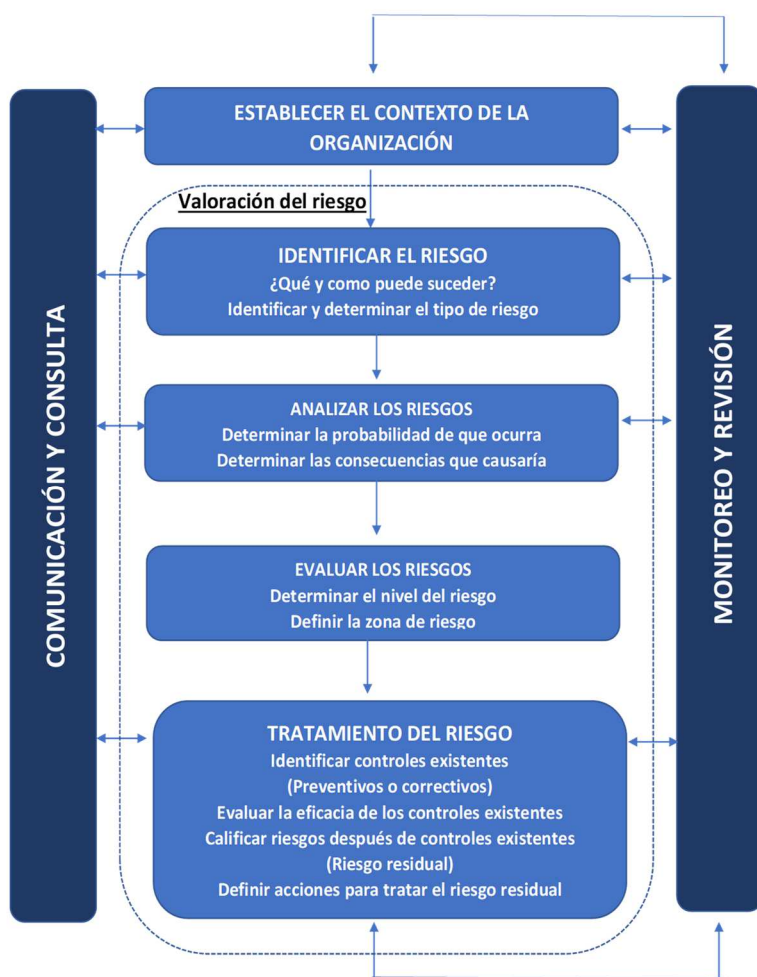 ESTABLECER EL CONTEXTO DE LA
ORGANIZACIÓN
Valoración del riesgo
IDENTIFICAR EL RIESGO
¿Qué y como puede suceder?
Identificar y determinar el tipo de riesgo
ANALIZAR LOS RIESGOS
Determinar la probabilidad de que ocurra
Determinar las consecuencias que causaría
EVALUAR LOS RIESGOS
Determinar el nivel del riesgo
Definir la zona de riesgo
TRATAMIENTO DEL RIESGO
Identificar controles existentes
(Preventivos o correctivos)
Evaluar la eficacia de los controles existentes
Calificar riesgos después de controles existentes
(Riesgo residual)
Definir acciones para tratar el riesgo residual
COMUNICACIÓN Y CONSULTA
MONITOREO Y REVISIÓN